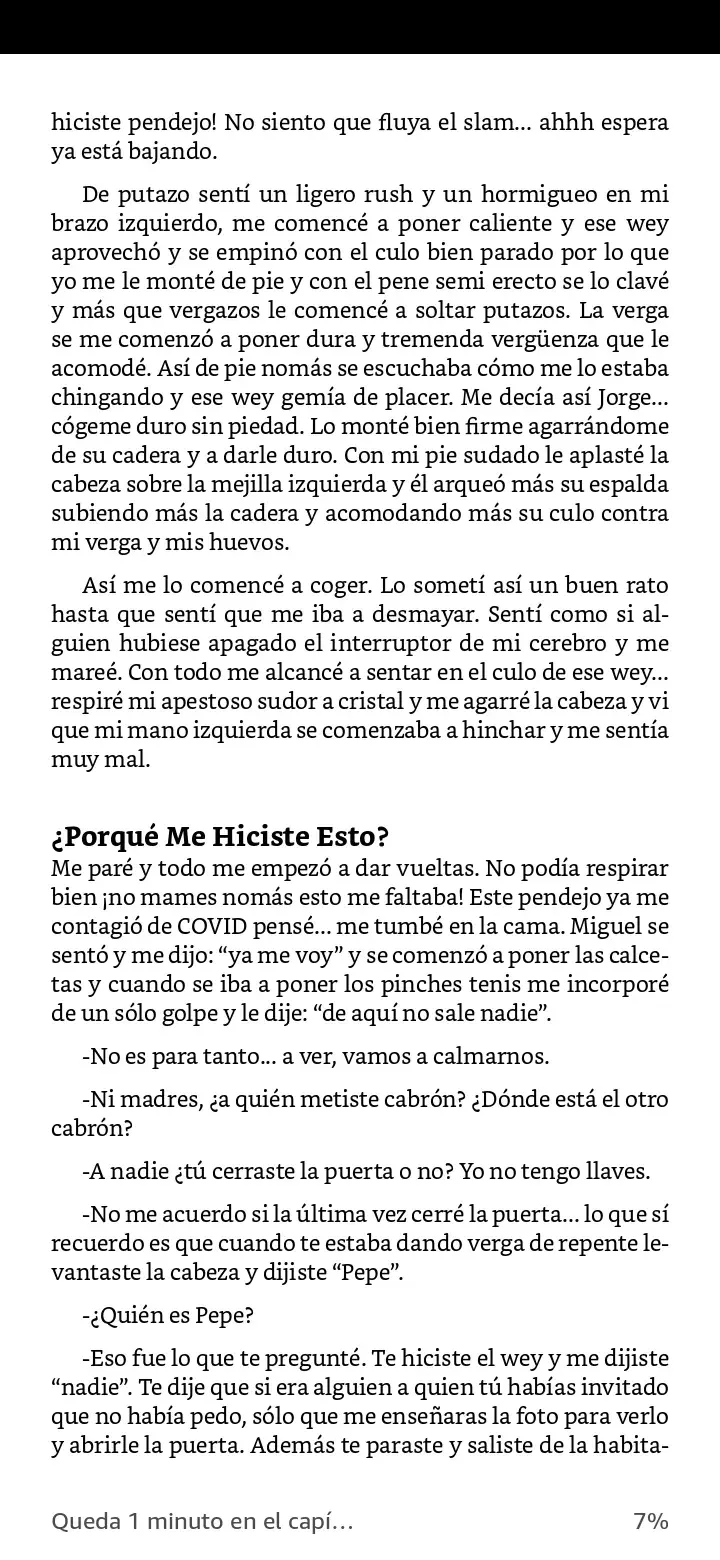 hiciste pendejo! No siento que fluya el slam... ahhh espera
ya está bajando.
De putazo sentí un ligero rush y un hormigueo en mi
brazo izquierdo, me comencé a poner caliente y ese wey
aprovechó y se empinó con el culo bien parado por lo que
yo me le monté de pie y con el pene semi erecto se lo clavé
y más que vergazos le comencé a soltar putazos. La verga
se me comenzó a poner dura y tremenda vergüenza que le
acomodé. Así de pie nomás se escuchaba cómo me lo estaba
chingando y ese wey gemía de placer. Me decía así Jorge...
cógeme duro sin piedad. Lo monté bien firme agarrándome
de su cadera y a darle duro. Con mi pie sudado le aplasté la
cabeza sobre la mejilla izquierda y él arqueó más su espalda
subiendo más la cadera y acomodando más su culo contra
mi verga y mis huevos.
Así me lo comencé a coger. Lo sometí así un buen rato
hasta que sentí que me iba a desmayar. Sentí como si al-
guien hubiese apagado el interruptor de mi cerebro y me
mareé. Con todo me alcancé a sentar en el culo de ese wey...
respiré mi apestoso sudor a cristal y me agarré la cabeza y vi
que mi mano izquierda se comenzaba a hinchar y me sentía
muy mal.
¿Porqué Me Hiciste Esto?
Me paré y todo me empezó a dar vueltas. No podía respirar
bien ¡no mames nomás esto me faltaba! Este pendejo ya me
contagió de COVID pensé... me tumbé en la cama. Miguel se
sentó y me dijo: “ya me voy” y se comenzó a poner las calce-
tas y cuando se iba a poner los pinches tenis me incorporé
de un sólo golpe y le dije: “de aquí no sale nadie”.
-No es para tanto... a ver, vamos a calmarnos.
-Ni madres, ¿a quién metiste cabrón? ¿Dónde está el otro
cabrón?
-A nadie ¿tú cerraste la puerta o no? Yo no tengo llaves.
-No me acuerdo si la última vez cerré la puerta... lo que sí
recuerdo es que cuando te estaba dando verga de repente le-
vantaste la cabeza y dijiste “Pepe”.
-¿Quién es Pepe?
-Eso fue lo que te pregunté. Te hiciste el wey y me dijiste
“nadie”. Te dije que si era alguien a quien tú habías invitado
que no había pedo, sólo que me enseñaras la foto para verlo
y abrirle la puerta. Además te paraste y saliste de la habita-
Queda 1 minuto en el capí...
7%